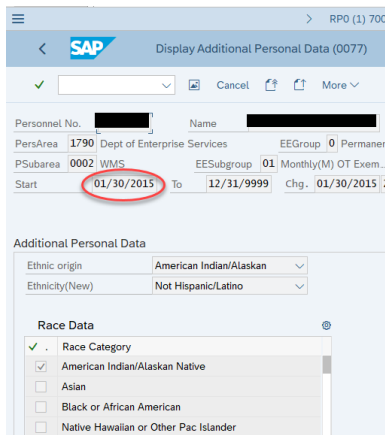 > RP0 (1) 700
< SAP Display Additional Personal Data (0077)
Cancel More
Personnel No. Name
PersArea 1790 Dept of Enterprise Services EEGroup 0 Permaner
PSubarea 0002 WMS EESubgroup 01 Monthly(M) OT Exem..
Start 01/30/2015 To 12/31/9999 Chg. 01/30/2015
Additional Personal Data
Ethnic origin American Indian/Alaskan
Ethnicity(New) Not Hispanic/Latino
Race Data
. Race Category
American Indian/Alaskan Native
Asian
Black or African American
Native Hawaiian or Other Pac Islander